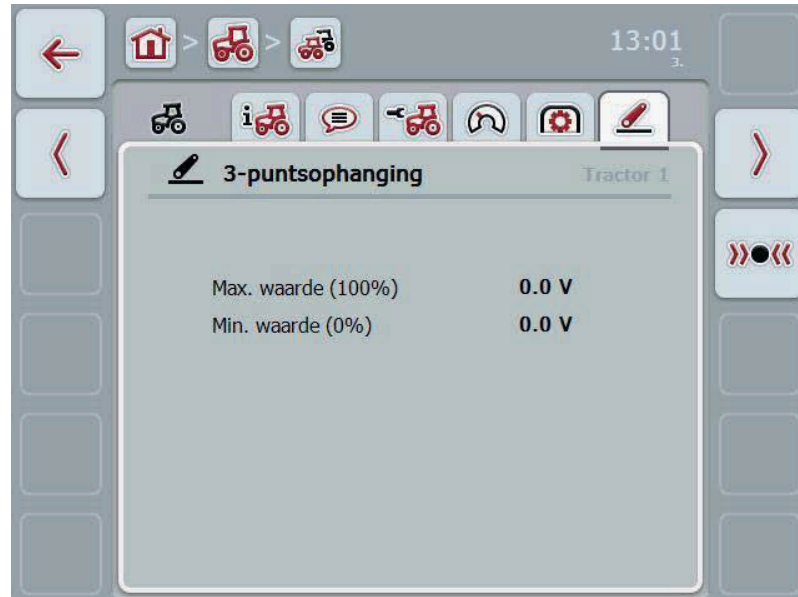 > >
13:01
3.
i
3-puntsophanging
Tractor 1
Max. waarde (100%) 0.0 V
Min. waarde (0%) 0.0 V